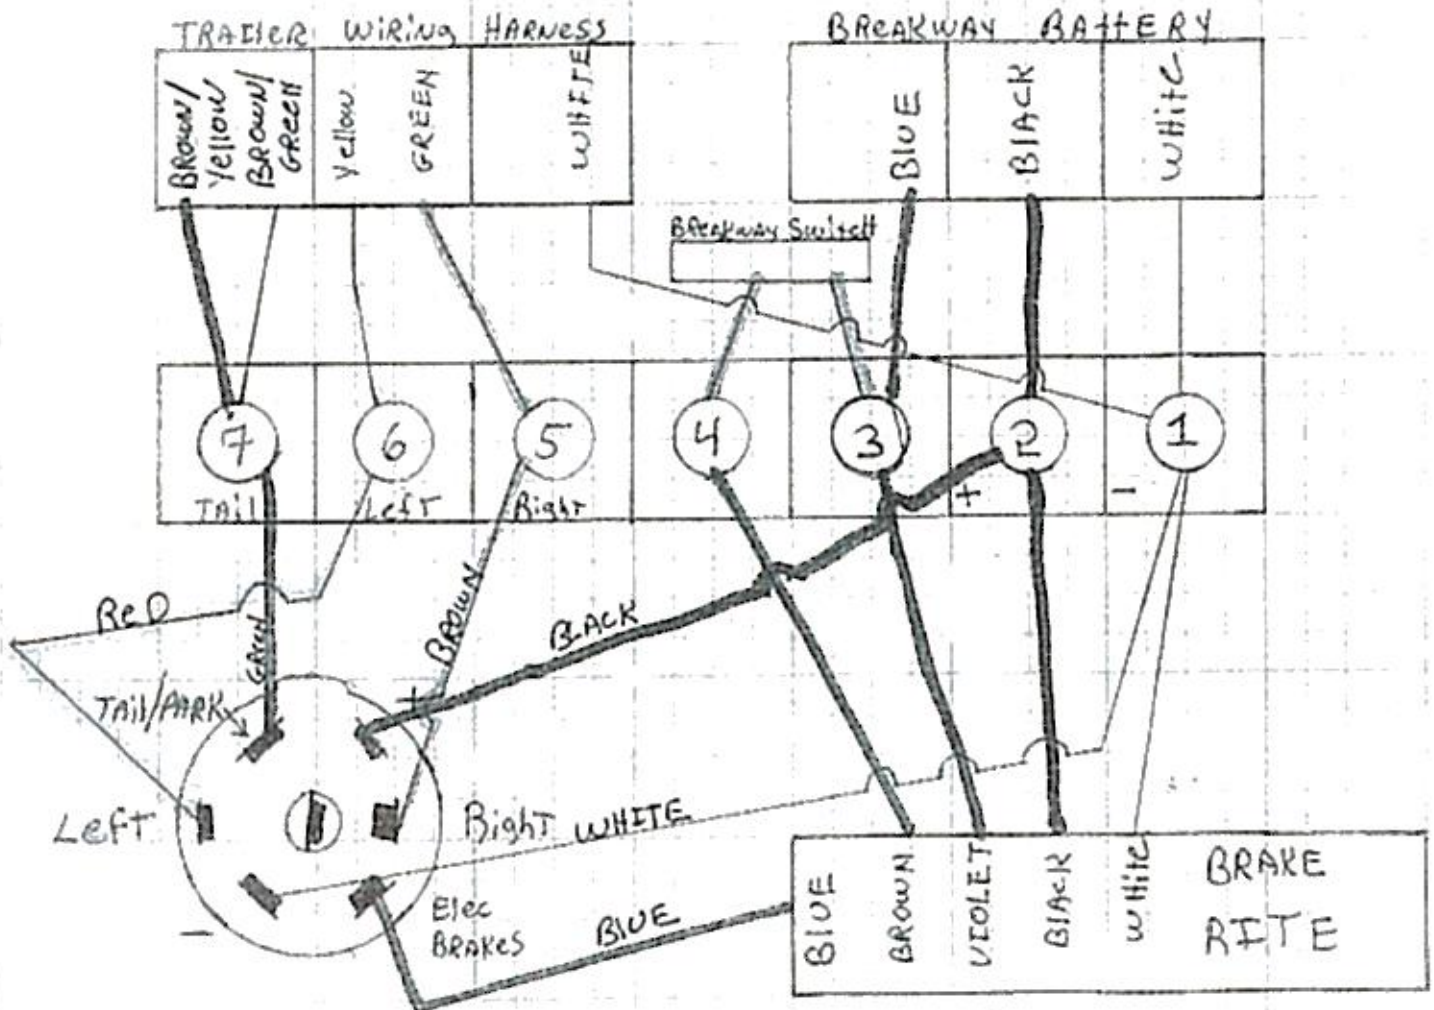 TRAILER WIRING HARNESS
BREAKWAY BATTERY
BROWN/
Yellow
BROWN/
GREEN
Yellow
GREEN
WHITE
BLUE
BLACK
WHITE
BREAKWAY Switch
7
6
5
4
3
2
1
TAIL
Left
Right
+
-
RED
GREEN
BROWN
BLACK
TAIL/PARK
+
LEFT
Right
WHITE
-
Elec
BRAKES
BLUE
BLUE
BROWN
VIOLET
BLACK
WHITE
BRAKE
RITE